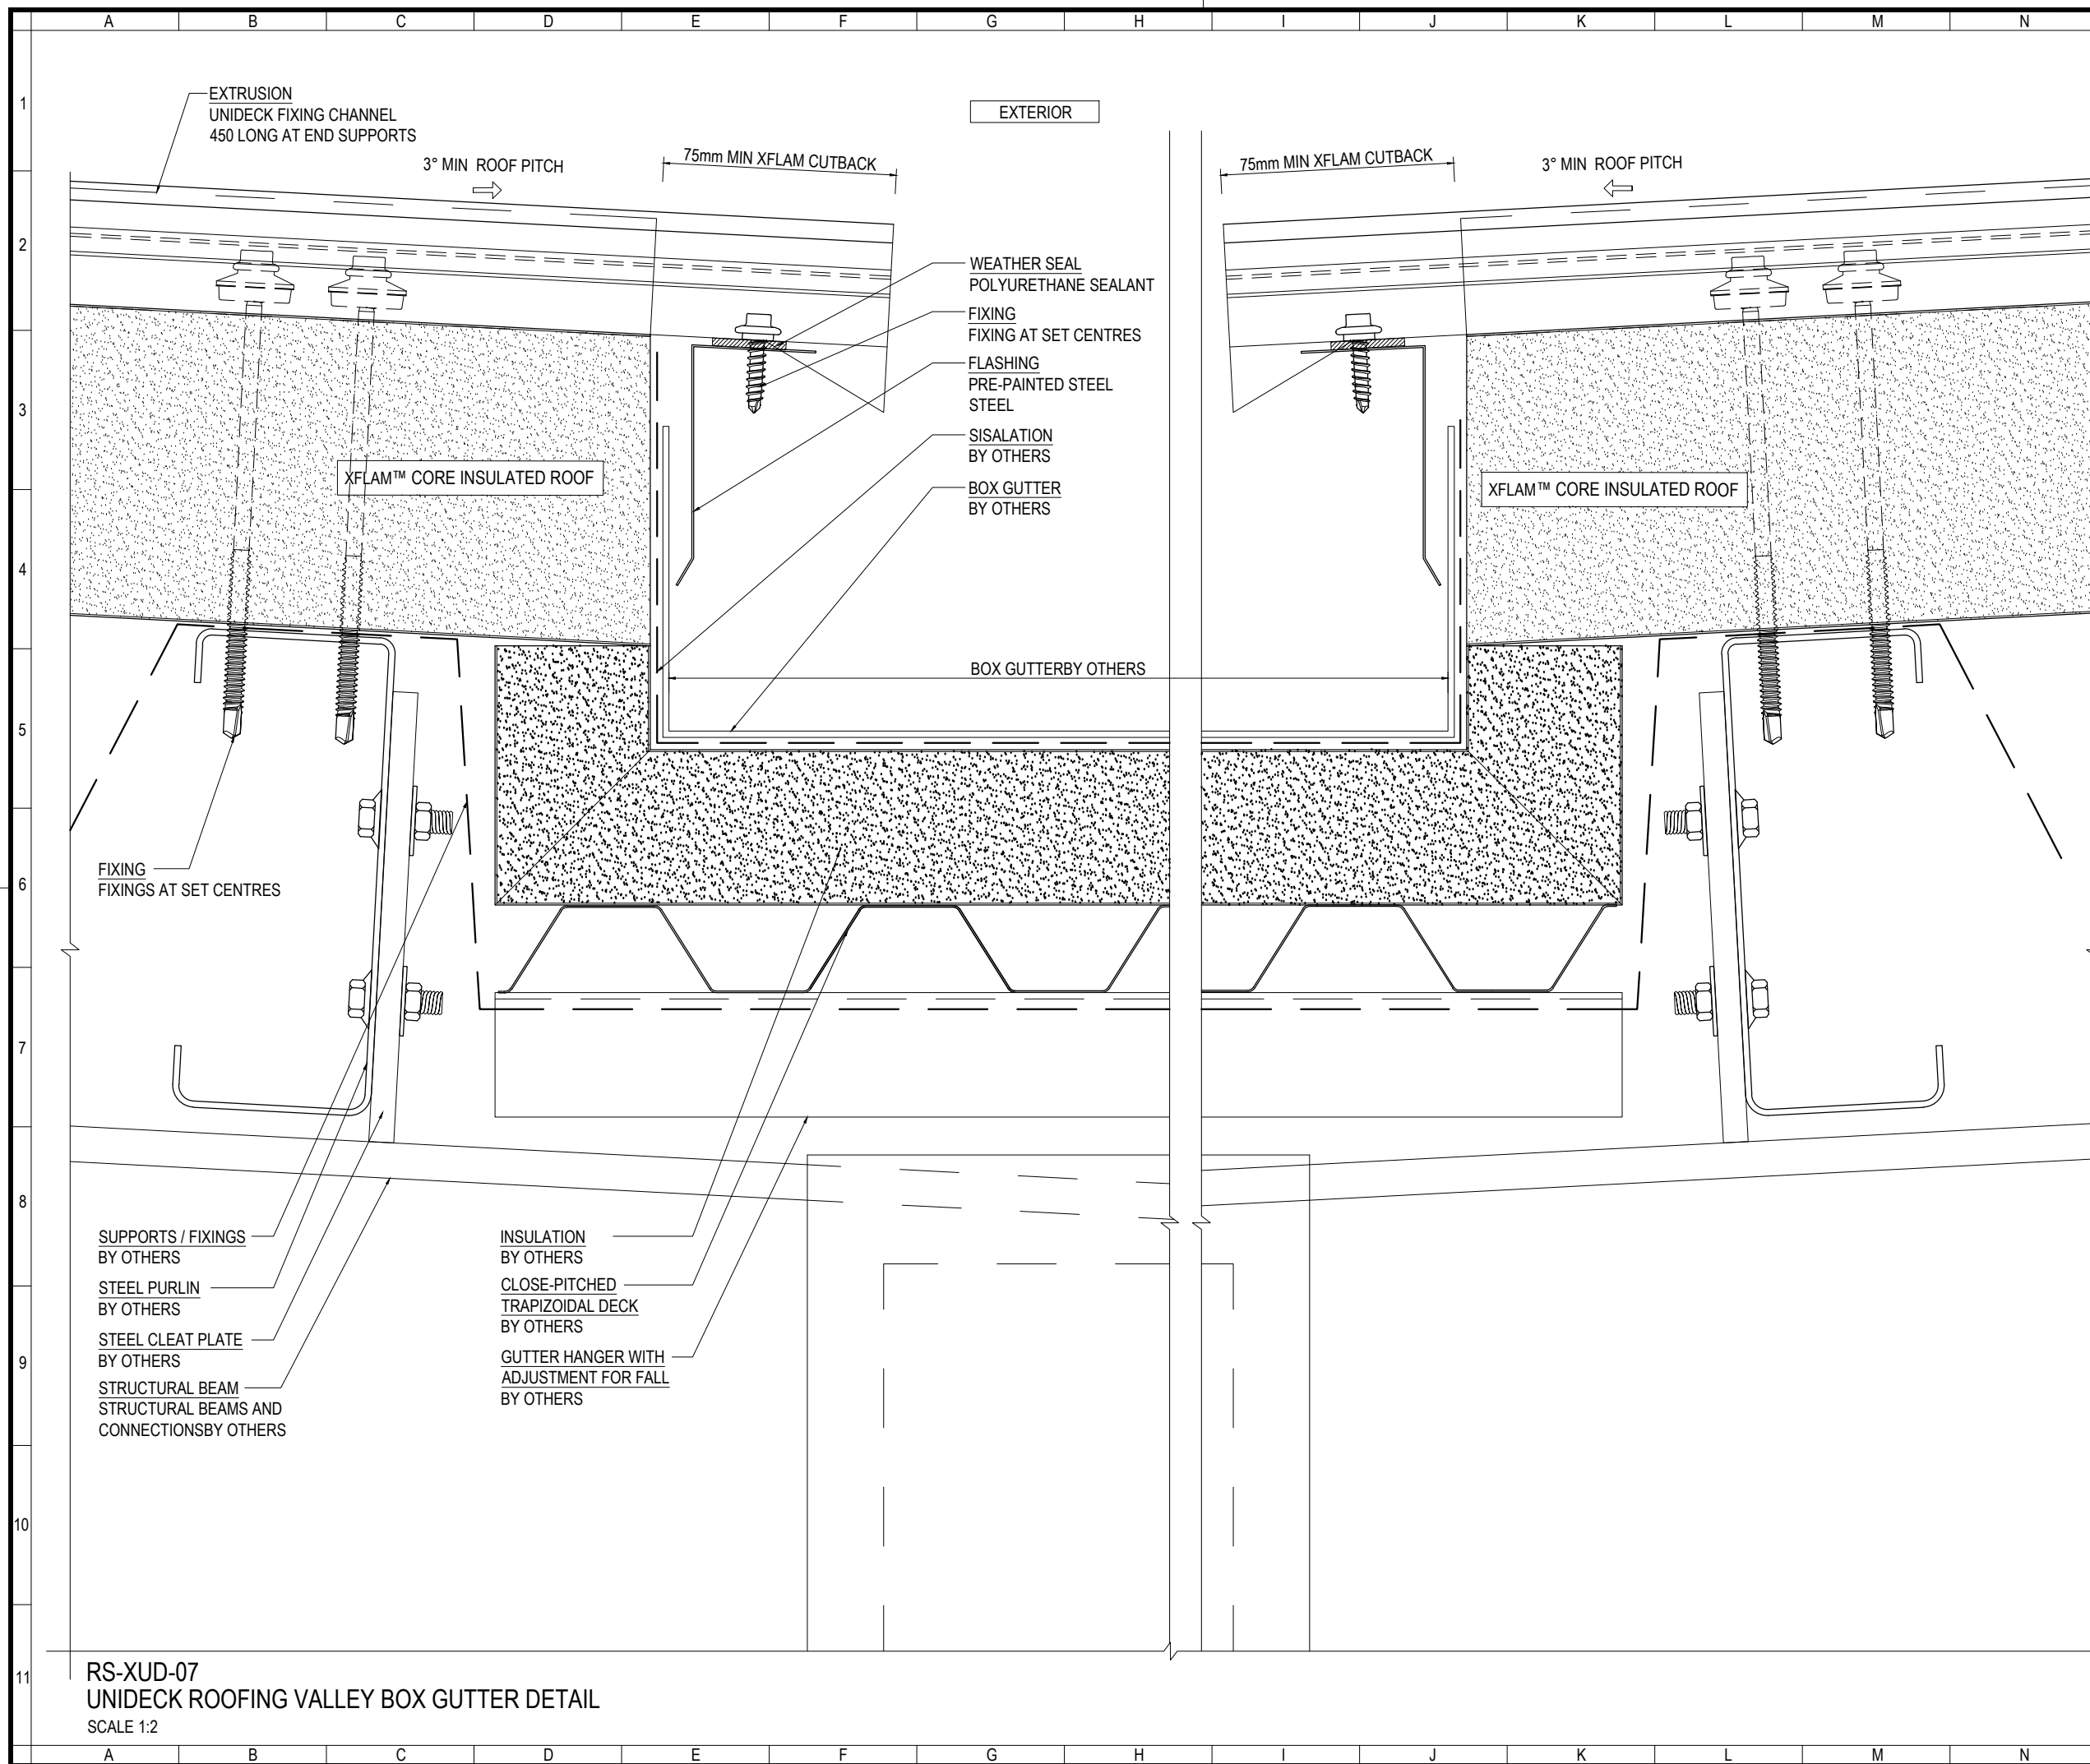 A B C D E F G H I J K L M N
1
2
3
4
5
6
7
8
9
10
11
EXTRUSION
UNIDECK FIXING CHANNEL
450 LONG AT END SUPPORTS
EXTERIOR
3° MIN ROOF PITCH
75mm MIN XFLAM CUTBACK
75mm MIN XFLAM CUTBACK
3° MIN ROOF PITCH
WEATHER SEAL
POLYURETHANE SEALANT
FIXING
FIXING AT SET CENTRES
FLASHING
PRE-PAINTED STEEL
STEEL
SISALATION
BY OTHERS
BOX GUTTER
BY OTHERS
XFLAM™ CORE INSULATED ROOF
XFLAM™ CORE INSULATED ROOF
BOX GUTTERBY OTHERS
FIXING
FIXINGS AT SET CENTRES
SUPPORTS / FIXINGS
BY OTHERS
STEEL PURLIN
BY OTHERS
STEEL CLEAT PLATE
BY OTHERS
STRUCTURAL BEAM
STRUCTURAL BEAMS AND
CONNECTIONSBY OTHERS
INSULATION
BY OTHERS
CLOSE-PITCHED
TRAPIZOIDAL DECK
BY OTHERS
GUTTER HANGER WITH
ADJUSTMENT FOR FALL
BY OTHERS
RS-XUD-07
UNIDECK ROOFING VALLEY BOX GUTTER DETAIL
SCALE 1:2
A B C D E F G H I J K L M N